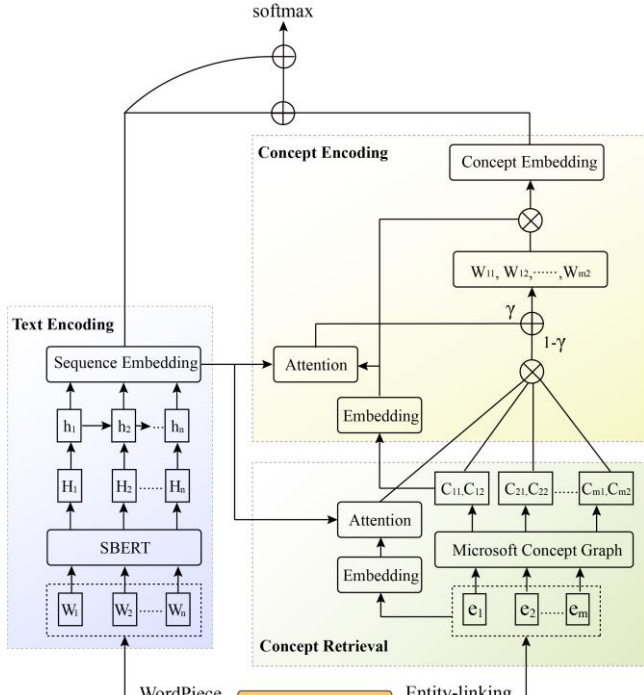 softmax
Concept Encoding
Concept Embedding
W11, W12,······,Wm2
γ
1-γ
Text Encoding
Sequence Embedding
Attention
h1 h2 ··· hn
Embedding
H1 H2 ······ Hn
C11,C12 C21,C22 ······ Cm1,Cm2
Attention
SBERT
Microsoft Concept Graph
Embedding
W1 W2 ······ Wn
e1 e2 ······ em
Concept Retrieval
WordPiece Entity-linking